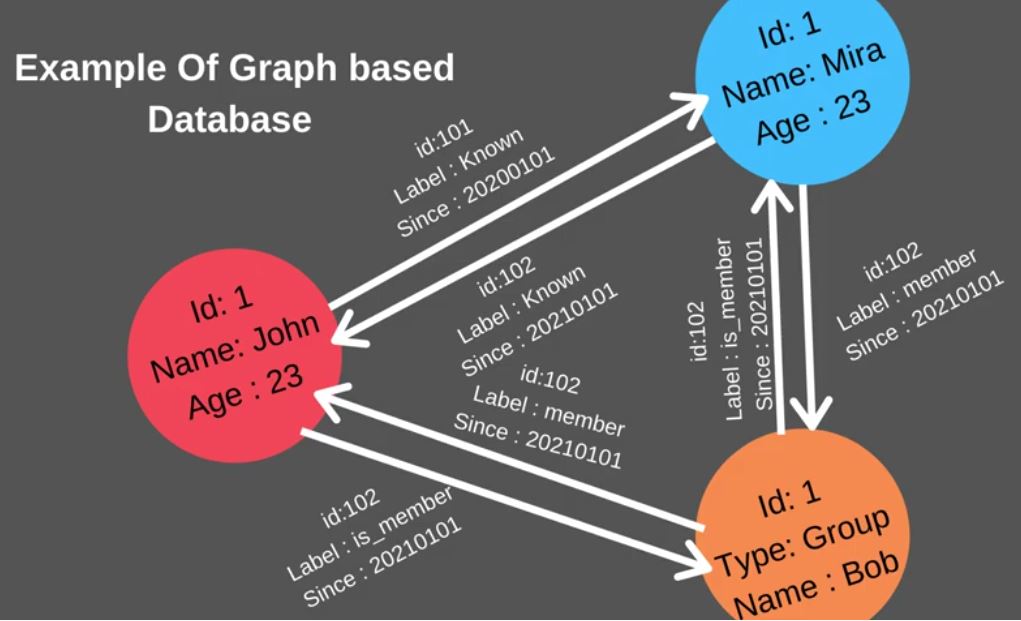 Example Of Graph based
Database
Id: 1
Name: Mira
Age : 23
id:101
Label : Known
Since : 20200101
id:102
Label : Known
Since : 20210101
Id: 1
Name: John
Age : 23
id:102
Label : is_member
Since : 20210101
id:102
Label : member
Since : 20210101
id:102
Label : member
Since : 20210101
id:102
Label : is_member
Since : 20210101
Id: 1
Type: Group
Name : Bob